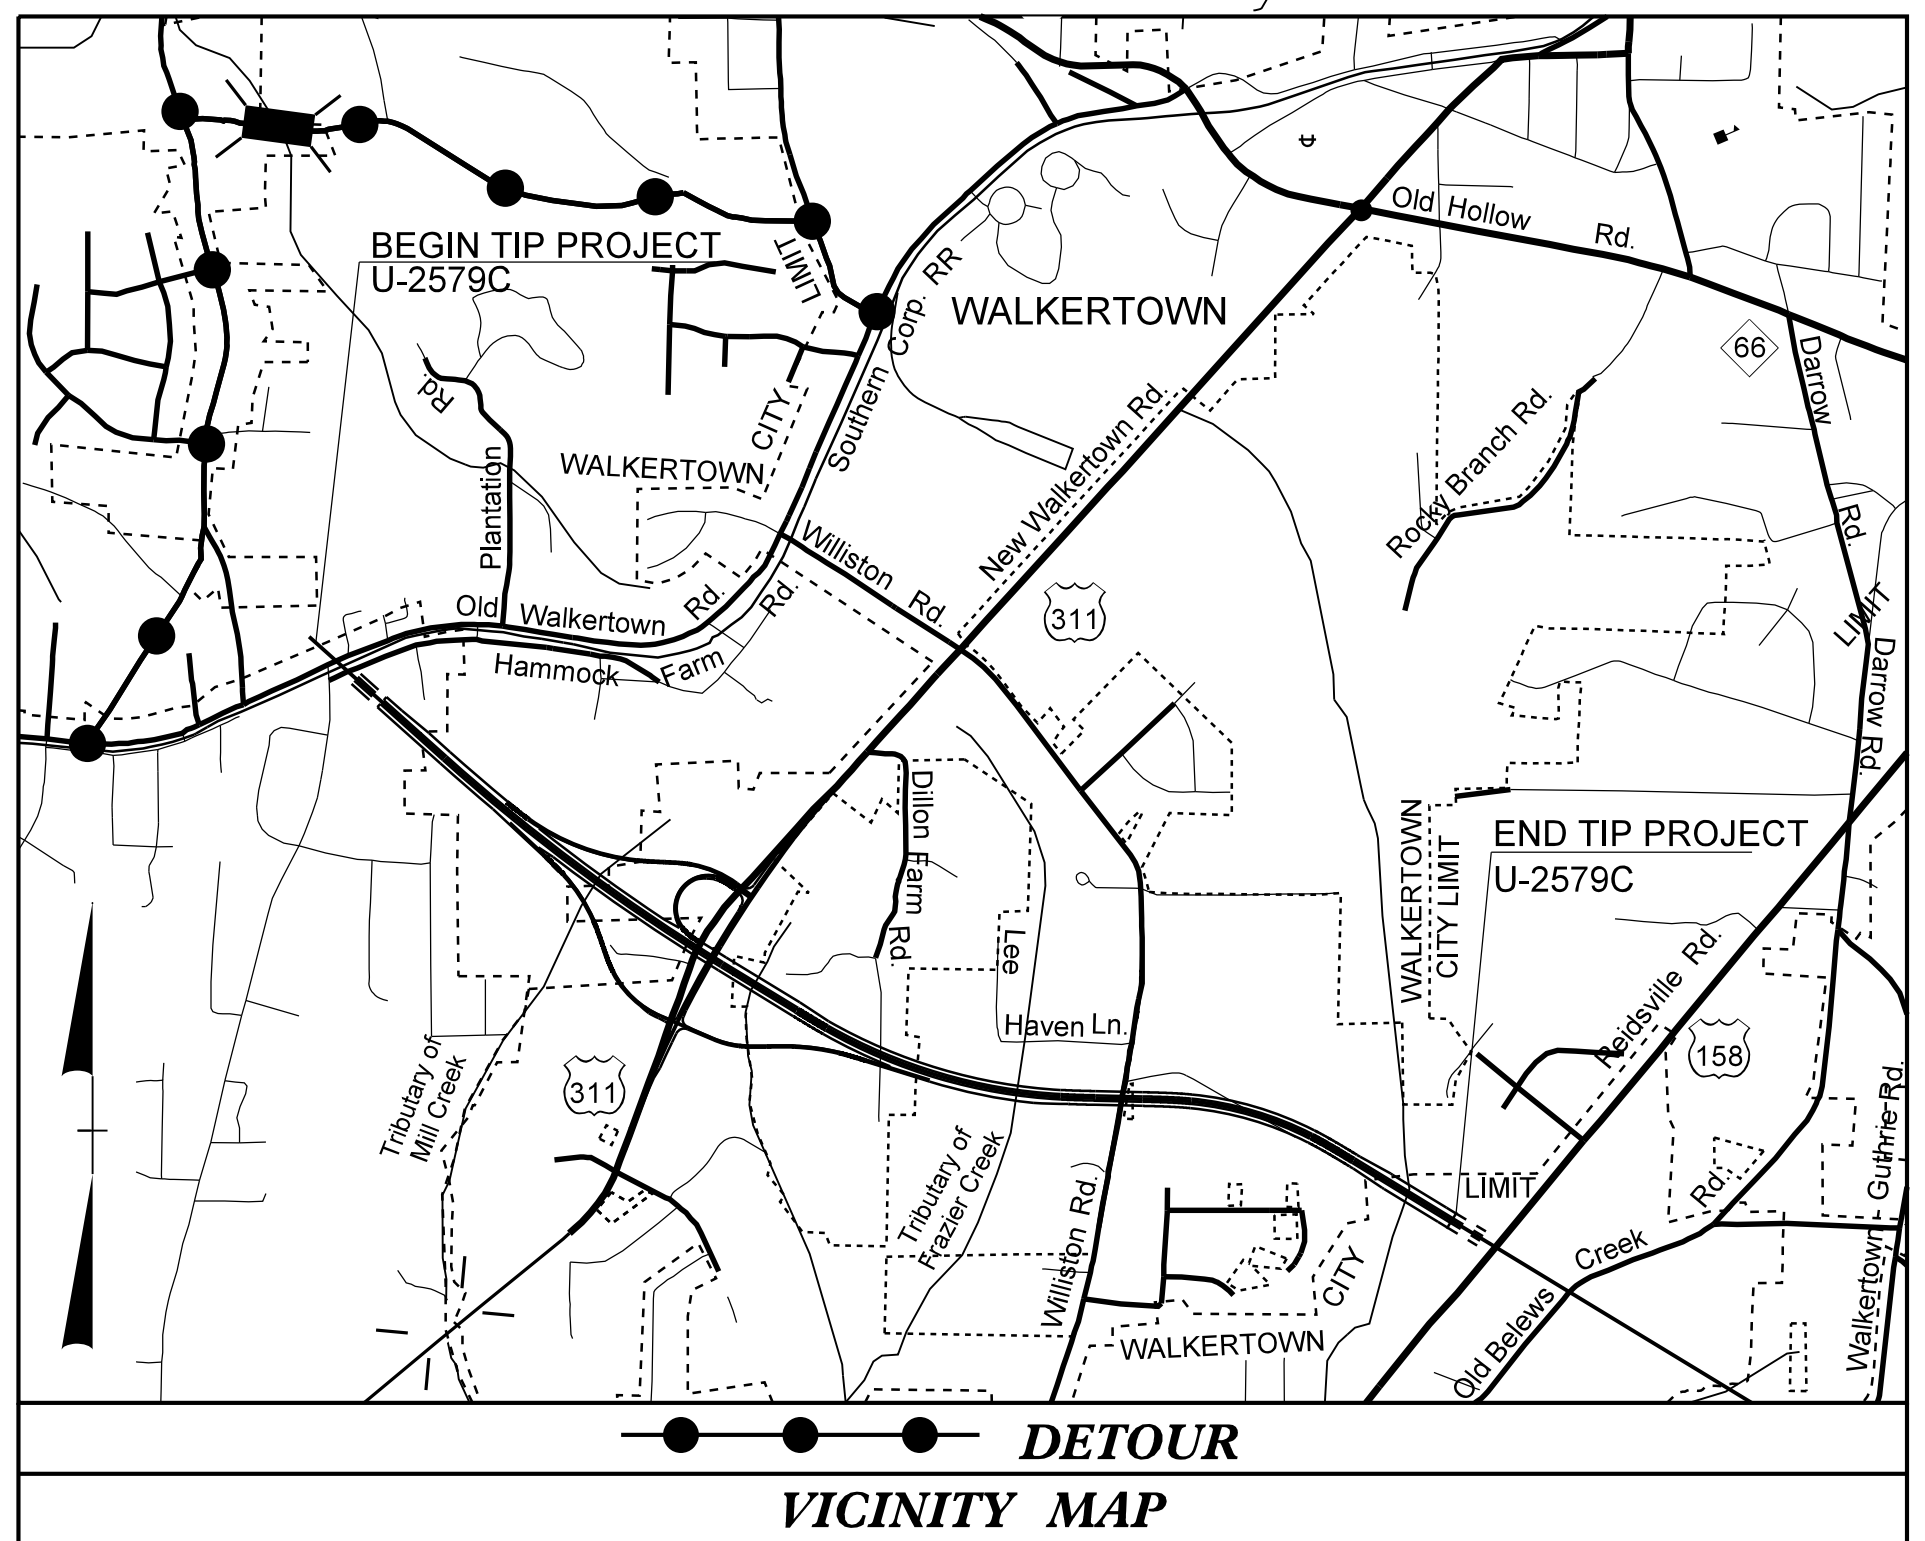 BEGIN TIP PROJECT
U-2579C
LIMIT
Southern Corp. RR
WALKERTOWN
Old Hollow Rd.
66
Darrow Rd.
Rd.
Plantation
CITY
WALKERTOWN
New Walkertown Rd.
Rocky Branch Rd.
Williston Rd.
311
LIMIT
Old Walkertown Rd.
Hammock Farm Rd.
Darrow Rd.
Dillon Farm Rd.
WALKERTOWN
CITY LIMIT
END TIP PROJECT
U-2579C
Lee
Haven Ln.
Reidsville Rd.
158
Tributary of
Mill Creek
311
Tributary of
Frazier Creek
Williston Rd.
LIMIT
CITY
WALKERTOWN
Old Belews Creek Rd.
Walkertown - Guthrie Rd.
DETOUR
VICINITY MAP